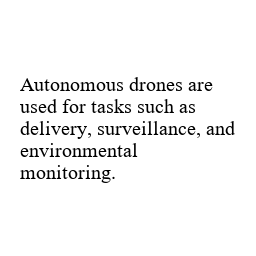 Autonomous drones are
used for tasks such as
delivery, surveillance, and
environmental
monitoring.